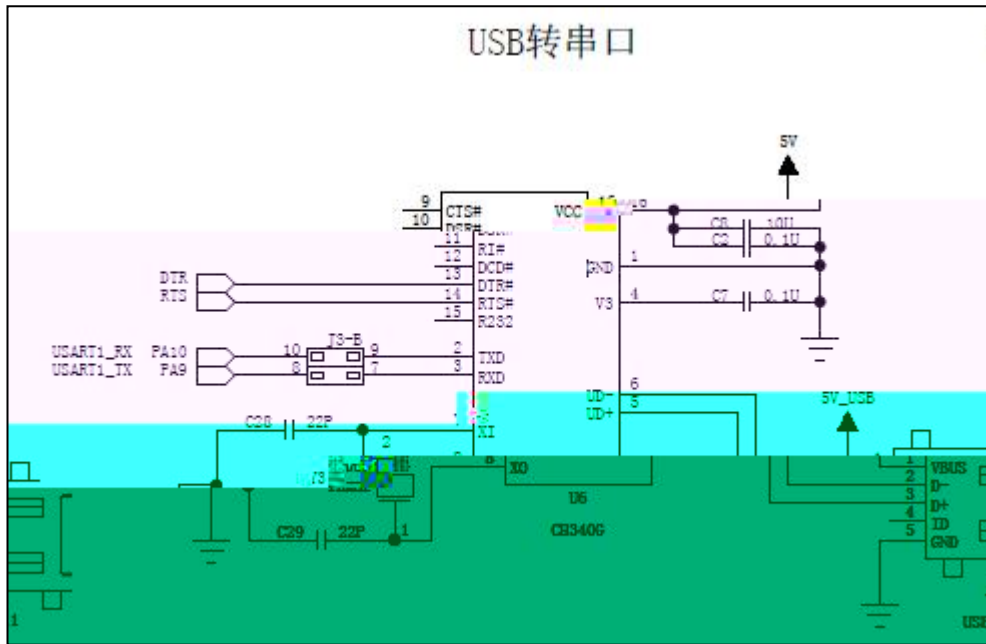 USB转串口
5V
9 CTS# VCC 16
10 DSR# C8 10U
11 RI# C2 0.1U
12 DCD# GND 1
DTR 13 DTR#
RTS 14 RTS# V3 4 C7 0.1U
15 R232
J3-B
USART1_RX PA10 10 9 2 TXD
USART1_TX PA9 8 7 3 RXD
UD- 6
UD+ 5 5V_USB
C28 22P 2 XI
8 XO 1 VBUS
U6 2 D-
3 D+
C29 22P 1 CH340G 4 ID
5 GND